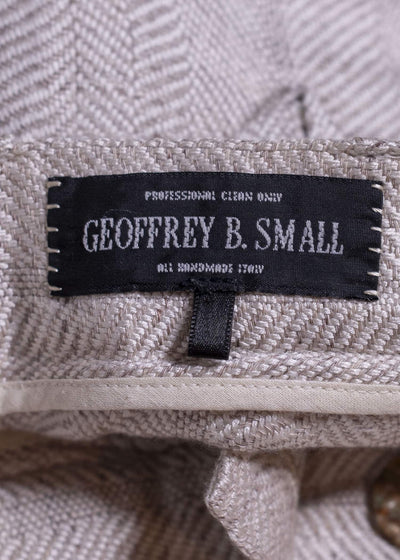 PROFESSIONAL CLEAN ONLY
GEOFFREY B. SMALL
ALL HANDMADE ITALY